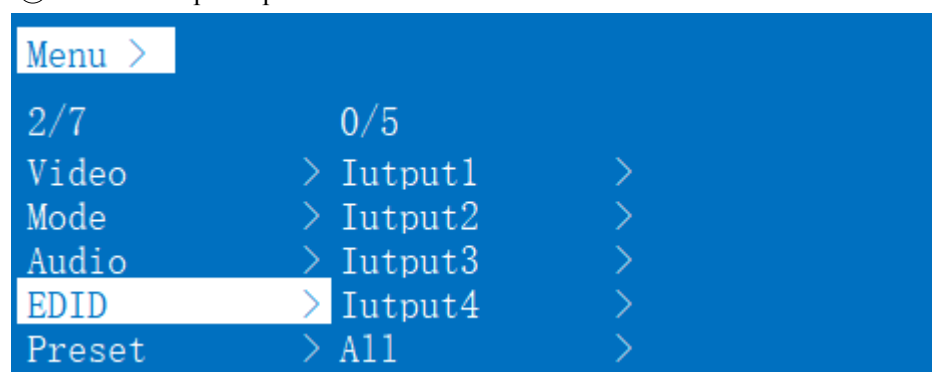 Menu >
2/7 0/5
Video > Iutput1 >
Mode > Iutput2 >
Audio > Iutput3 >
EDID > Iutput4 >
Preset > All >